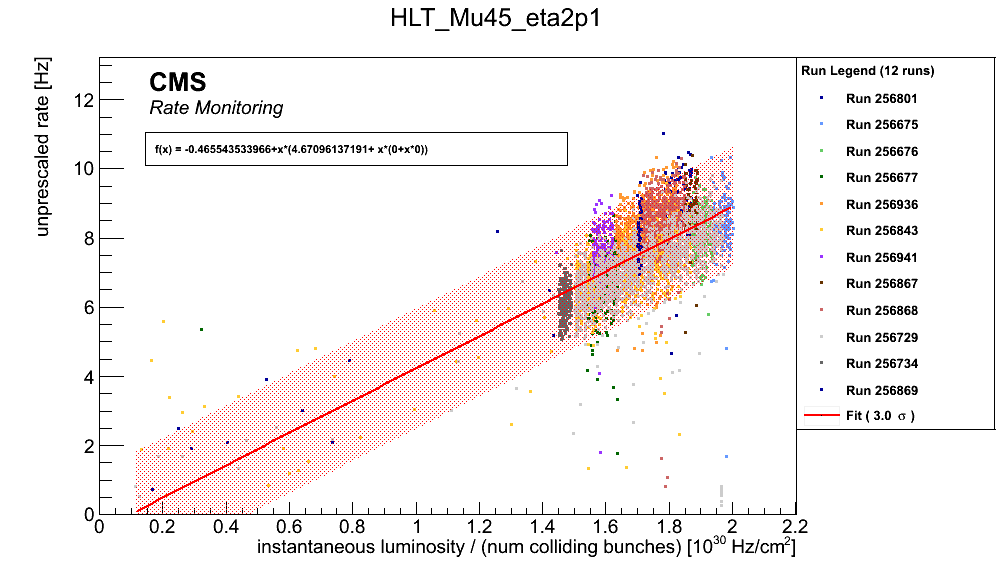 HLT_Mu45_eta2p1
unprescaled rate [Hz]
CMS
Rate Monitoring
f(x) = -0.465543533966+x*(4.67096137191+ x*(0+x*0))
12
10
8
6
4
2
0
0 0.2 0.4 0.6 0.8 1 1.2 1.4 1.6 1.8 2 2.2
instantaneous luminosity / (num colliding bunches) [10³⁰ Hz/cm²]
Run Legend (12 runs)
Run 256801
Run 256675
Run 256676
Run 256677
Run 256936
Run 256843
Run 256941
Run 256867
Run 256868
Run 256729
Run 256734
Run 256869
Fit ( 3.0 σ )